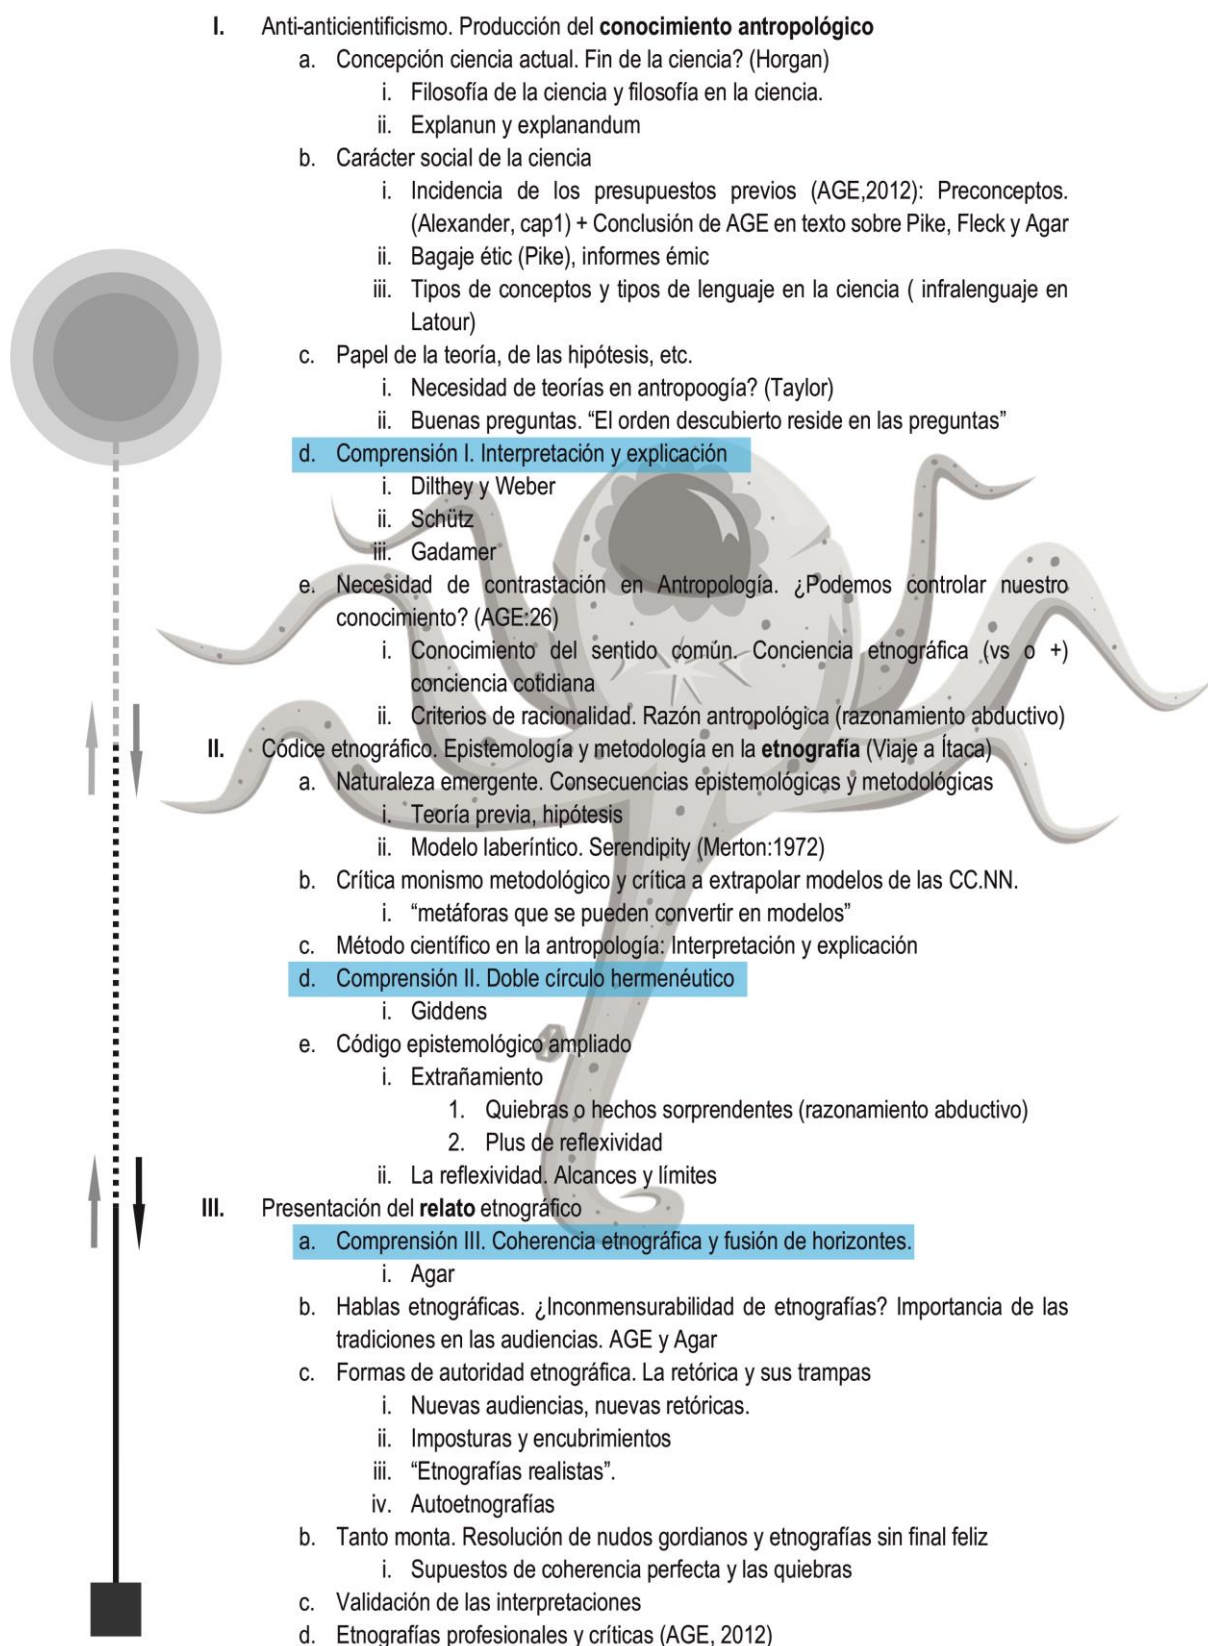 I. Anti-anticientificismo. Producción del conocimiento antropológico
a. Concepción ciencia actual. Fin de la ciencia? (Horgan)
i. Filosofía de la ciencia y filosofía en la ciencia.
ii. Explanun y explanandum
b. Carácter social de la ciencia
i. Incidencia de los presupuestos previos (AGE,2012): Preconceptos.
(Alexander, cap1) + Conclusión de AGE en texto sobre Pike, Fleck y Agar
ii. Bagaje étic (Pike), informes émic
iii. Tipos de conceptos y tipos de lenguaje en la ciencia ( infralenguaje en
Latour)
c. Papel de la teoría, de las hipótesis, etc.
i. Necesidad de teorías en antropoogía? (Taylor)
ii. Buenas preguntas. “El orden descubierto reside en las preguntas”
d. Comprensión I. Interpretación y explicación
i. Dilthey y Weber
ii. Schütz
iii. Gadamer
e. Necesidad de contrastación en Antropología. ¿Podemos controlar nuestro
conocimiento? (AGE:26)
i. Conocimiento del sentido común. Conciencia etnográfica (vs o +)
conciencia cotidiana
ii. Criterios de racionalidad. Razón antropológica (razonamiento abductivo)
II. Códice etnográfico. Epistemología y metodología en la etnografía (Viaje a Ítaca)
a. Naturaleza emergente. Consecuencias epistemológicas y metodológicas
i. Teoría previa, hipótesis
ii. Modelo laberíntico. Serendipity (Merton:1972)
b. Crítica monismo metodológico y crítica a extrapolar modelos de las CC.NN.
i. “metáforas que se pueden convertir en modelos”
c. Método científico en la antropología: Interpretación y explicación
d. Comprensión II. Doble círculo hermenéutico
i. Giddens
e. Código epistemológico ampliado
i. Extrañamiento
1. Quiebras o hechos sorprendentes (razonamiento abductivo)
2. Plus de reflexividad
ii. La reflexividad. Alcances y límites
III. Presentación del relato etnográfico
a. Comprensión III. Coherencia etnográfica y fusión de horizontes.
i. Agar
b. Hablas etnográficas. ¿Inconmensurabilidad de etnografías? Importancia de las
tradiciones en las audiencias. AGE y Agar
c. Formas de autoridad etnográfica. La retórica y sus trampas
i. Nuevas audiencias, nuevas retóricas.
ii. Imposturas y encubrimientos
iii. “Etnografías realistas”.
iv. Autoetnografías
b. Tanto monta. Resolución de nudos gordianos y etnografías sin final feliz
i. Supuestos de coherencia perfecta y las quiebras
c. Validación de las interpretaciones
d. Etnografías profesionales y críticas (AGE, 2012)